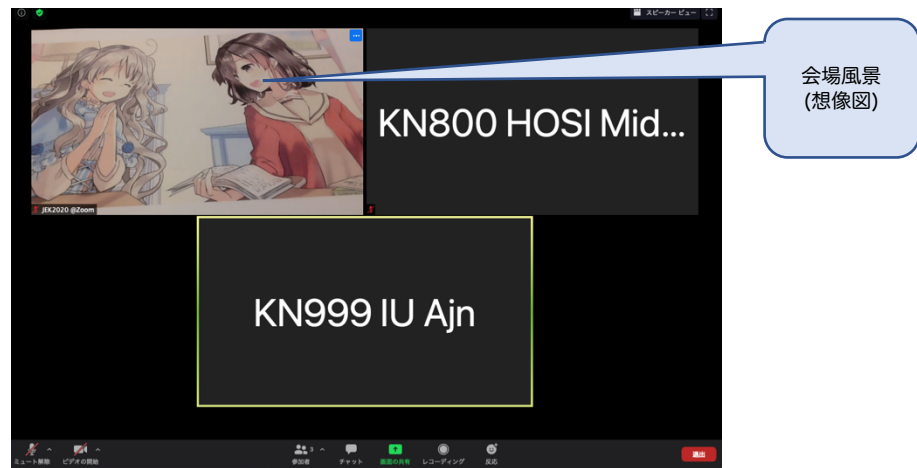 スピーカー ビュー
会場風景
(想像図)
KN800 HOSI Mid...
JEK2020 @Zoom
KN999 IU Ajn
ミュート解除
ビデオの開始
3
参加者
チャット
画面の共有
レコーディング
反応
退出